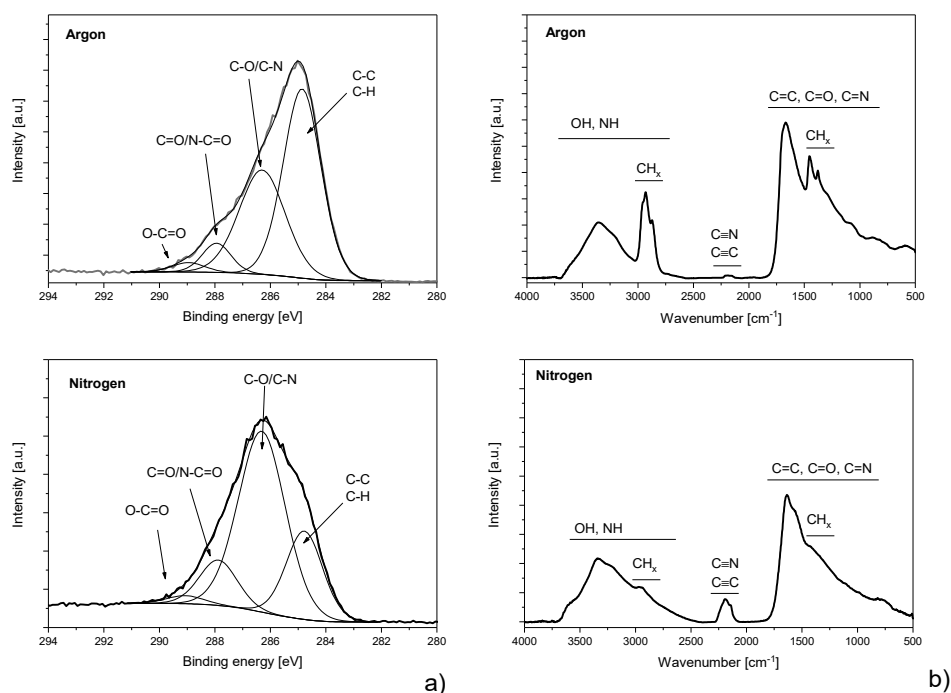 Argon
C-O/C-N
C-C
C-H
C=O/N-C=O
O-C=O
Intensity [a.u.]
294 292 290 288 286 284 282 280
Binding energy [eV]
Argon
C=C, C=O, C=N
OH, NH
CHx
CHx
C≡N
C≡C
Intensity [a.u.]
4000 3500 3000 2500 2000 1500 1000 500
Wavenumber [cm-1]
Nitrogen
C-O/C-N
C=O/N-C=O
C-C
C-H
O-C=O
Intensity [a.u.]
294 292 290 288 286 284 282 280
Binding energy [eV]
a)
Nitrogen
C=C, C=O, C=N
OH, NH
CHx
CHx
C≡N
C≡C
Intensity [a.u.]
4000 3500 3000 2500 2000 1500 1000 500
Wavenumber [cm-1]
b)